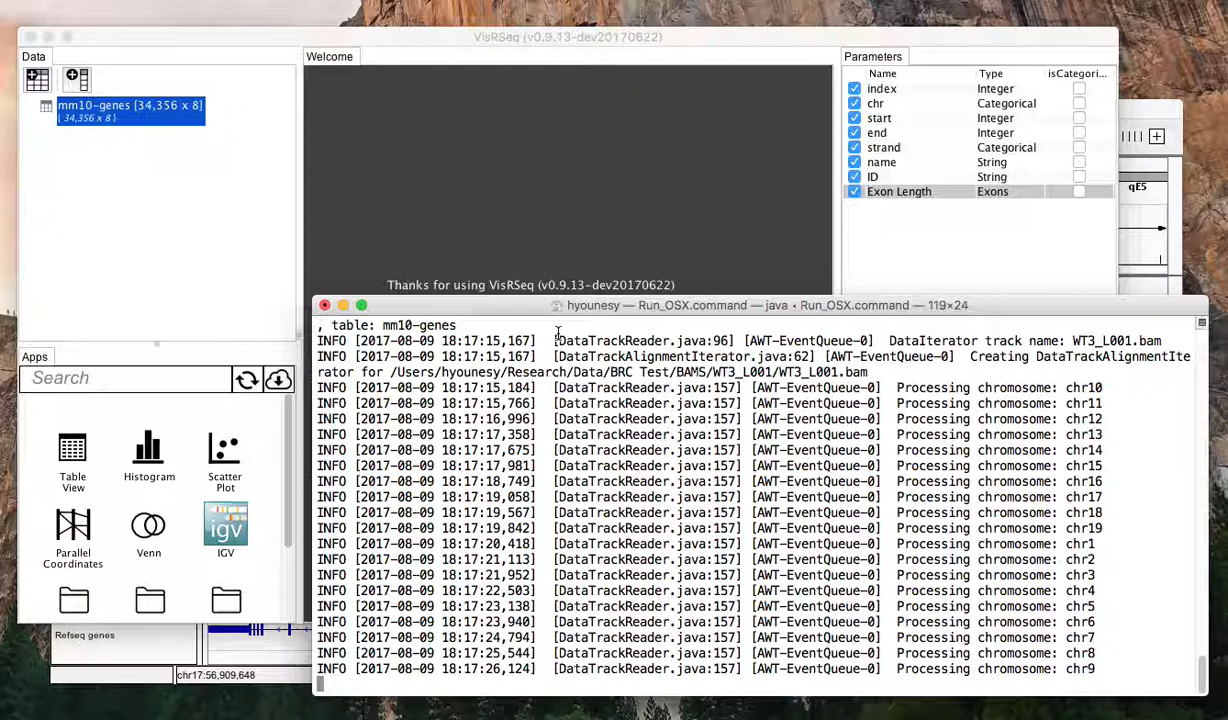 VisRSeq (v0.9.13-dev20170622)
Data
Welcome
Parameters
mm10-genes [34,356 x 8]
{ 34,356 x 8 }
Name Type isCategori...
index Integer
chr Categorical
start Integer
end Integer
strand Categorical
name String
ID String
Exon Length Exons
qE5
Thanks for using VisRSeq (v0.9.13-dev20170622)
Apps
Search
Table View
Histogram
Scatter Plot
Parallel Coordinates
Venn
igv
IGV
Refseq genes
chr17:56,909,648
hyounesy — Run_OSX.command — java ◂ Run_OSX.command — 119×24
, table: mm10-genes
INFO [2017-08-09 18:17:15,167] [DataTrackReader.java:96] [AWT-EventQueue-0] DataIterator track name: WT3_L001.bam
INFO [2017-08-09 18:17:15,167] [DataTrackAlignmentIterator.java:62] [AWT-EventQueue-0] Creating DataTrackAlignmentIte
rator for /Users/hyounesy/Research/Data/BRC Test/BAMS/WT3_L001/WT3_L001.bam
INFO [2017-08-09 18:17:15,184] [DataTrackReader.java:157] [AWT-EventQueue-0] Processing chromosome: chr10
INFO [2017-08-09 18:17:15,766] [DataTrackReader.java:157] [AWT-EventQueue-0] Processing chromosome: chr11
INFO [2017-08-09 18:17:16,996] [DataTrackReader.java:157] [AWT-EventQueue-0] Processing chromosome: chr12
INFO [2017-08-09 18:17:17,358] [DataTrackReader.java:157] [AWT-EventQueue-0] Processing chromosome: chr13
INFO [2017-08-09 18:17:17,675] [DataTrackReader.java:157] [AWT-EventQueue-0] Processing chromosome: chr14
INFO [2017-08-09 18:17:17,981] [DataTrackReader.java:157] [AWT-EventQueue-0] Processing chromosome: chr15
INFO [2017-08-09 18:17:18,749] [DataTrackReader.java:157] [AWT-EventQueue-0] Processing chromosome: chr16
INFO [2017-08-09 18:17:19,058] [DataTrackReader.java:157] [AWT-EventQueue-0] Processing chromosome: chr17
INFO [2017-08-09 18:17:19,567] [DataTrackReader.java:157] [AWT-EventQueue-0] Processing chromosome: chr18
INFO [2017-08-09 18:17:19,842] [DataTrackReader.java:157] [AWT-EventQueue-0] Processing chromosome: chr19
INFO [2017-08-09 18:17:20,418] [DataTrackReader.java:157] [AWT-EventQueue-0] Processing chromosome: chr1
INFO [2017-08-09 18:17:21,113] [DataTrackReader.java:157] [AWT-EventQueue-0] Processing chromosome: chr2
INFO [2017-08-09 18:17:21,952] [DataTrackReader.java:157] [AWT-EventQueue-0] Processing chromosome: chr3
INFO [2017-08-09 18:17:22,503] [DataTrackReader.java:157] [AWT-EventQueue-0] Processing chromosome: chr4
INFO [2017-08-09 18:17:23,138] [DataTrackReader.java:157] [AWT-EventQueue-0] Processing chromosome: chr5
INFO [2017-08-09 18:17:23,940] [DataTrackReader.java:157] [AWT-EventQueue-0] Processing chromosome: chr6
INFO [2017-08-09 18:17:24,794] [DataTrackReader.java:157] [AWT-EventQueue-0] Processing chromosome: chr7
INFO [2017-08-09 18:17:25,544] [DataTrackReader.java:157] [AWT-EventQueue-0] Processing chromosome: chr8
INFO [2017-08-09 18:17:26,124] [DataTrackReader.java:157] [AWT-EventQueue-0] Processing chromosome: chr9